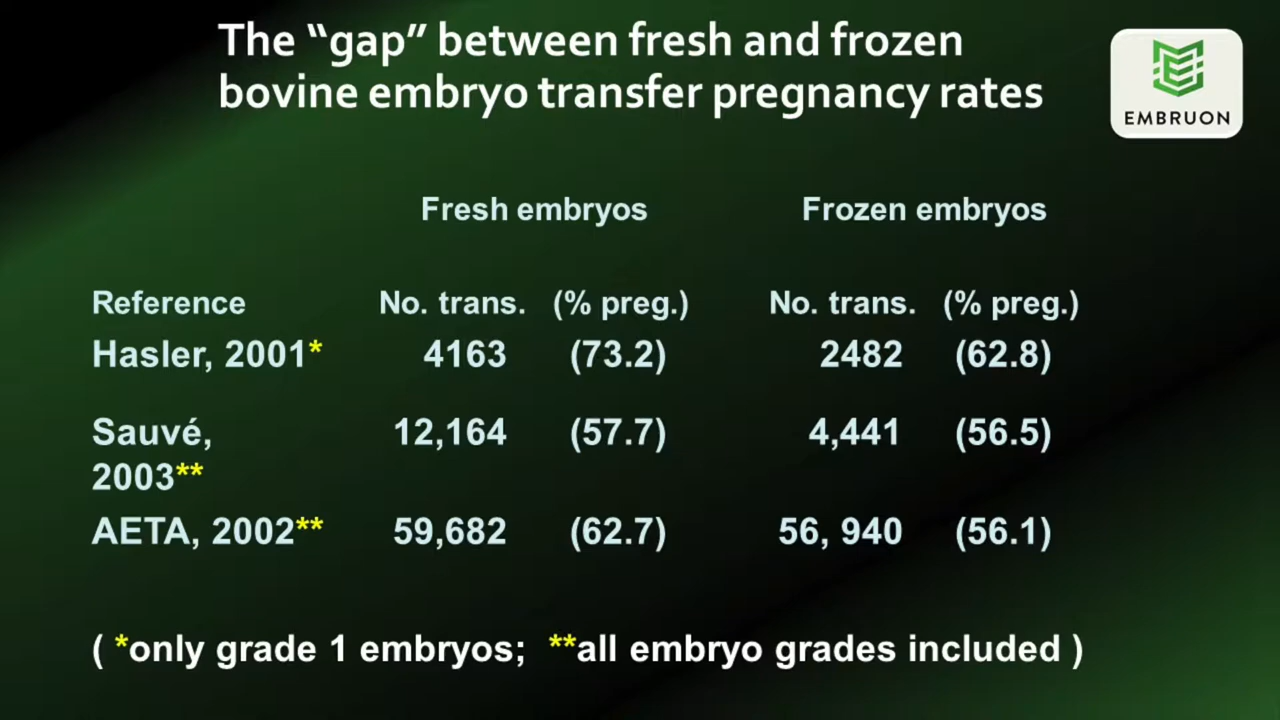 The “gap” between fresh and frozen
bovine embryo transfer pregnancy rates
EMBRUON
Fresh embryos Frozen embryos
Reference No. trans. (% preg.) No. trans. (% preg.)
Hasler, 2001* 4163 (73.2) 2482 (62.8)
Sauvé, 12,164 (57.7) 4,441 (56.5)
2003**
AETA, 2002** 59,682 (62.7) 56, 940 (56.1)
( *only grade 1 embryos; **all embryo grades included )